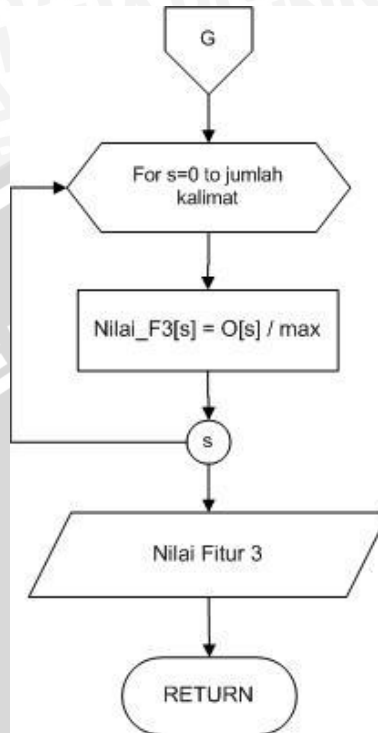 G
For s=0 to jumlah
kalimat
Nilai_F3[s] = O[s] / max
s
Nilai Fitur 3
RETURN